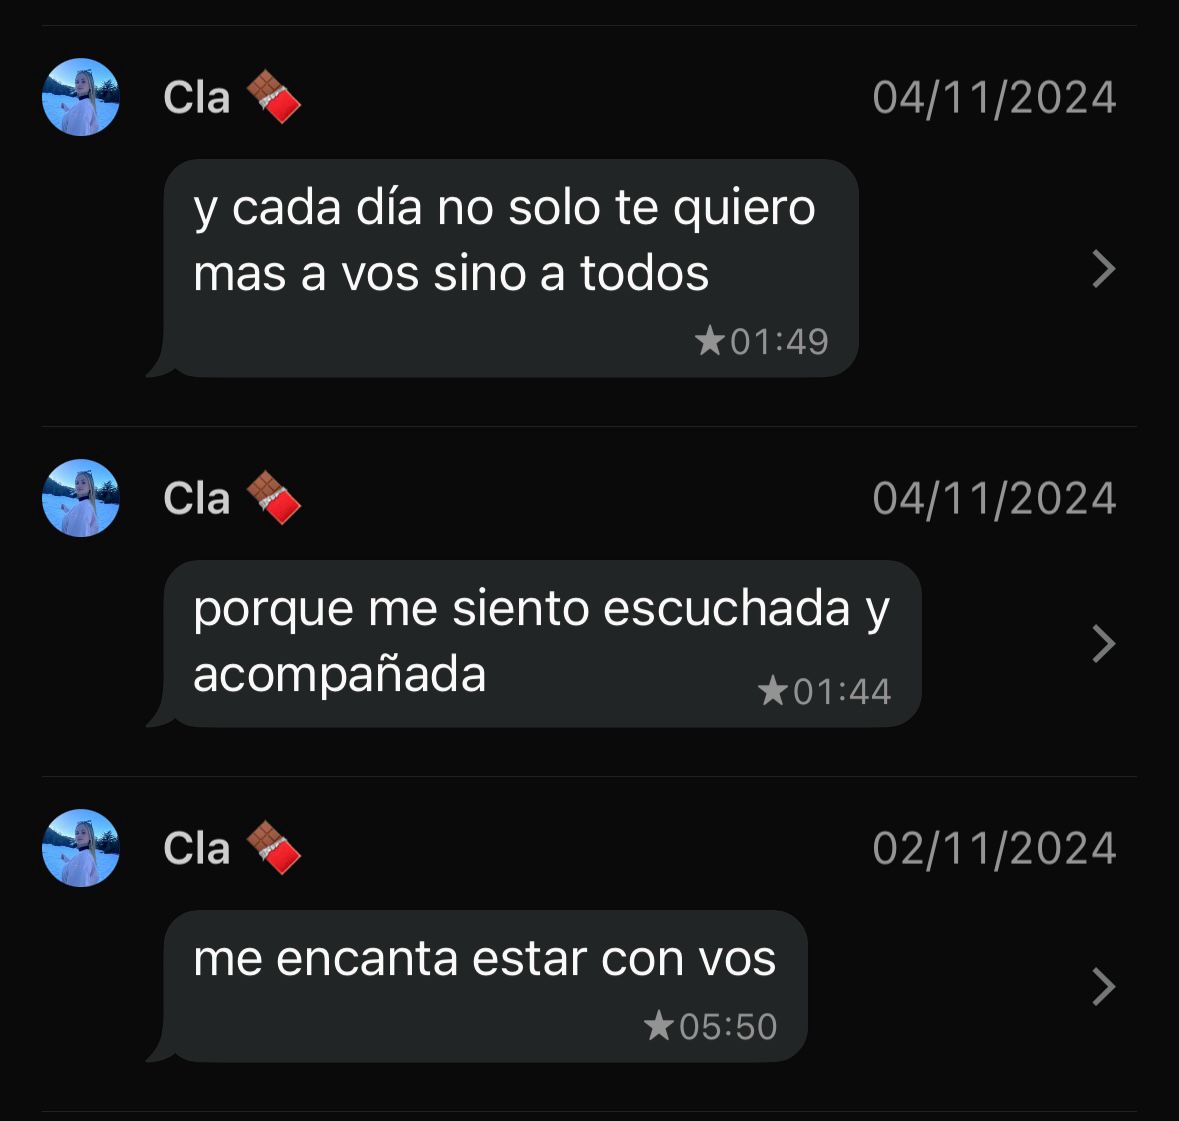 Cla 🍫
04/11/2024
y cada día no solo te quiero
mas a vos sino a todos
★01:49
Cla 🍫
04/11/2024
porque me siento escuchada y
acompañada
★01:44
Cla 🍫
02/11/2024
me encanta estar con vos
★05:50